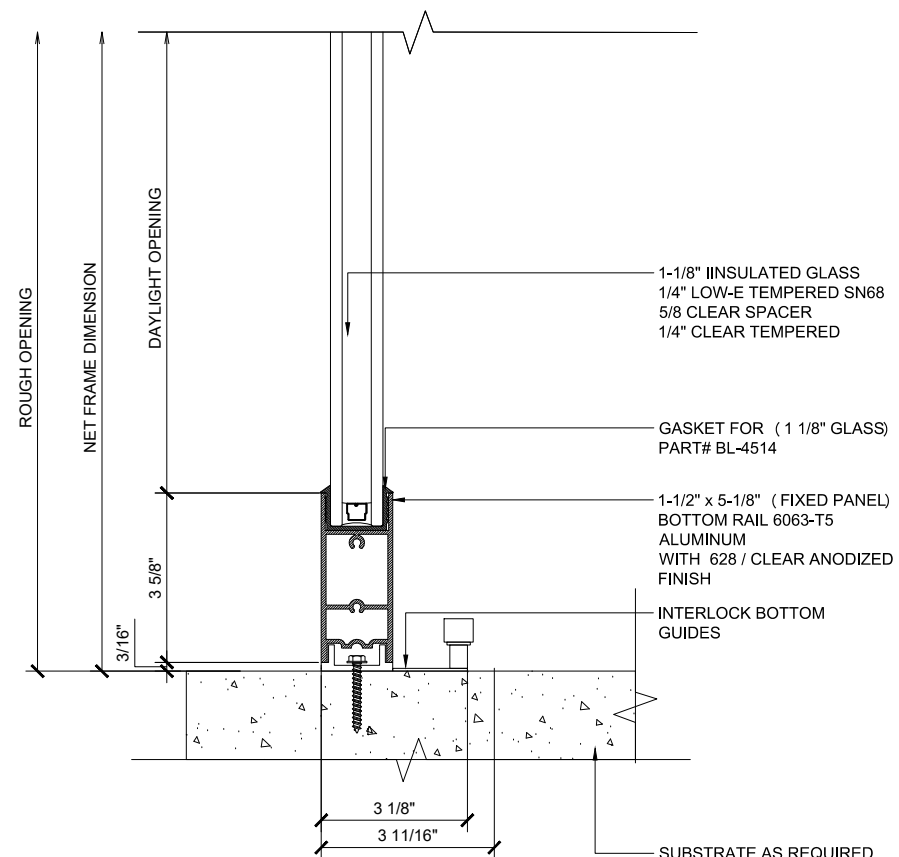 ROUGH OPENING
NET FRAME DIMENSION
DAYLIGHT OPENING
1-1/8" IINSULATED GLASS
1/4" LOW-E TEMPERED SN68
5/8 CLEAR SPACER
1/4" CLEAR TEMPERED
GASKET FOR ( 1 1/8" GLASS)
PART# BL-4514
1-1/2" x 5-1/8" ( FIXED PANEL)
BOTTOM RAIL 6063-T5
ALUMINUM
WITH 628 / CLEAR ANODIZED
FINISH
3 5/8"
INTERLOCK BOTTOM
GUIDES
3/16"
3 1/8"
3 11/16"
SUBSTRATE AS REQUIRED